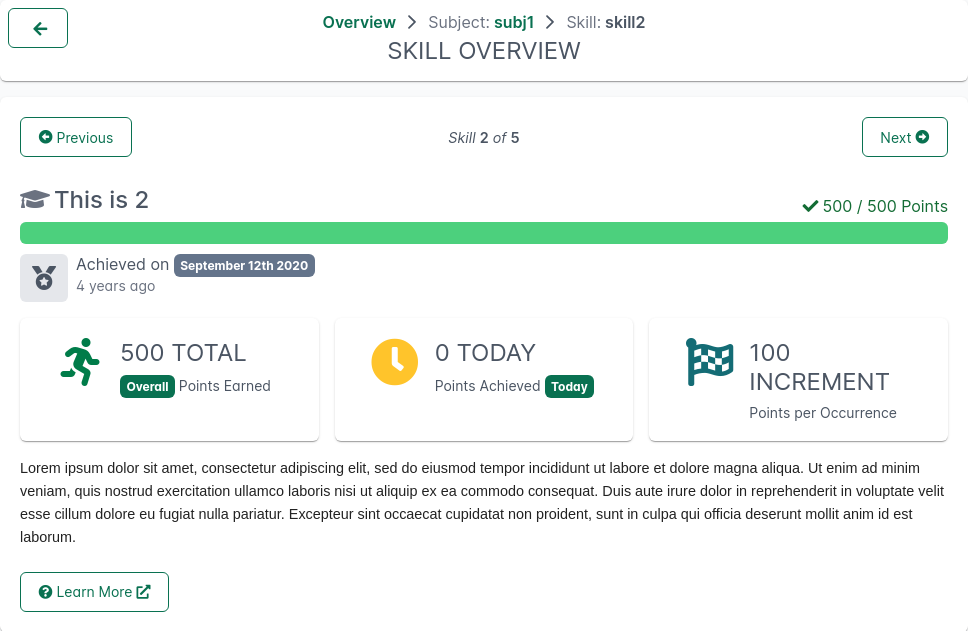 Overview > Subject: subj1 > Skill: skill2
SKILL OVERVIEW
Previous
Skill 2 of 5
Next
This is 2
500 / 500 Points
Achieved on September 12th 2020
4 years ago
500 TOTAL
Overall Points Earned
0 TODAY
Points Achieved Today
100
INCREMENT
Points per Occurrence
Lorem ipsum dolor sit amet, consectetur adipiscing elit, sed do eiusmod tempor incididunt ut labore et dolore magna aliqua. Ut enim ad minim
veniam, quis nostrud exercitation ullamco laboris nisi ut aliquip ex ea commodo consequat. Duis aute irure dolor in reprehenderit in voluptate velit
esse cillum dolore eu fugiat nulla pariatur. Excepteur sint occaecat cupidatat non proident, sunt in culpa qui officia deserunt mollit anim id est
laborum.
Learn More